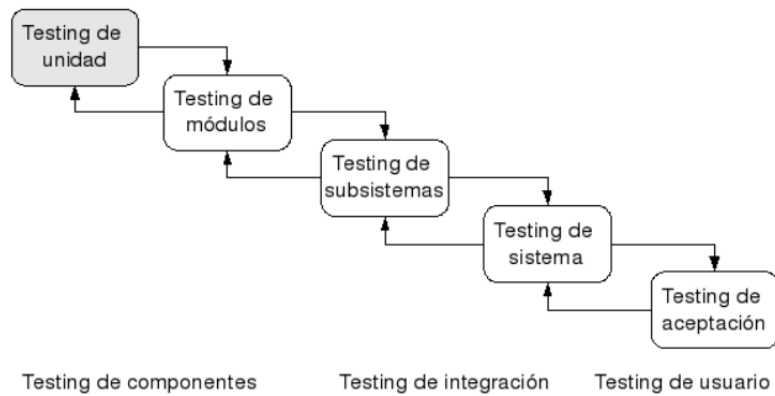 Testing de
unidad
Testing de
módulos
Testing de
subsistemas
Testing de
sistema
Testing de
aceptación
Testing de componentes
Testing de integración
Testing de usuario